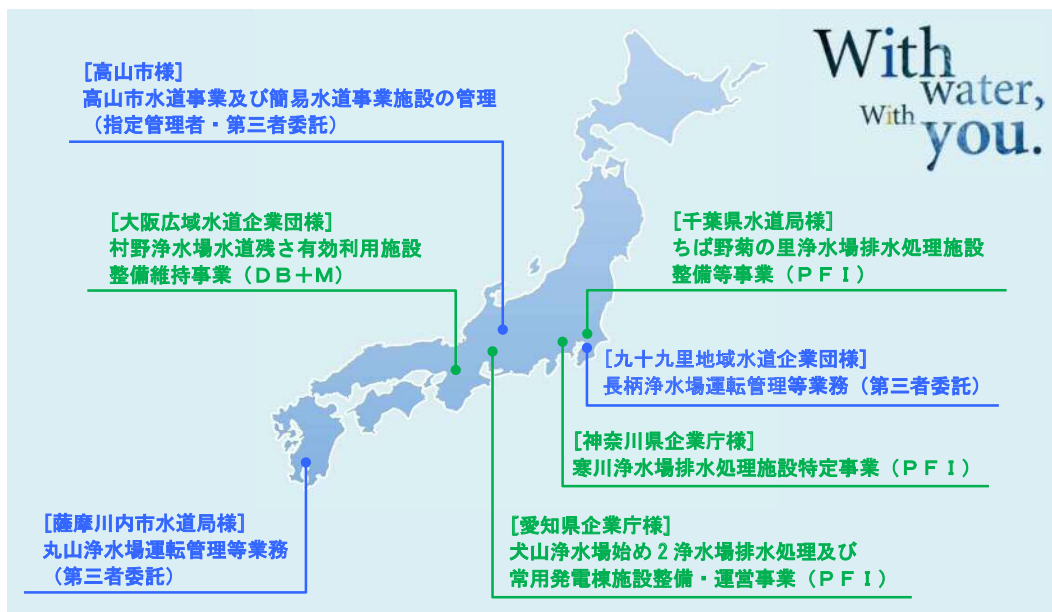 With
water,
With
you.
[高山市様]
高山市水道事業及び簡易水道事業施設の管理
（指定管理者・第三者委託）
[大阪広域水道企業団様]
村野浄水場水道残さ有効利用施設
整備維持事業（ＤＢ＋Ｍ）
[千葉県水道局様]
ちば野菊の里浄水場排水処理施設
整備等事業（ＰＦＩ）
[九十九里地域水道企業団様]
長柄浄水場運転管理等業務（第三者委託）
[神奈川県企業庁様]
寒川浄水場排水処理施設特定事業（ＰＦＩ）
[薩摩川内市水道局様]
丸山浄水場運転管理等業務
（第三者委託）
[愛知県企業庁様]
犬山浄水場始め２浄水場排水処理及び
常用発電棟施設整備・運営事業（ＰＦＩ）